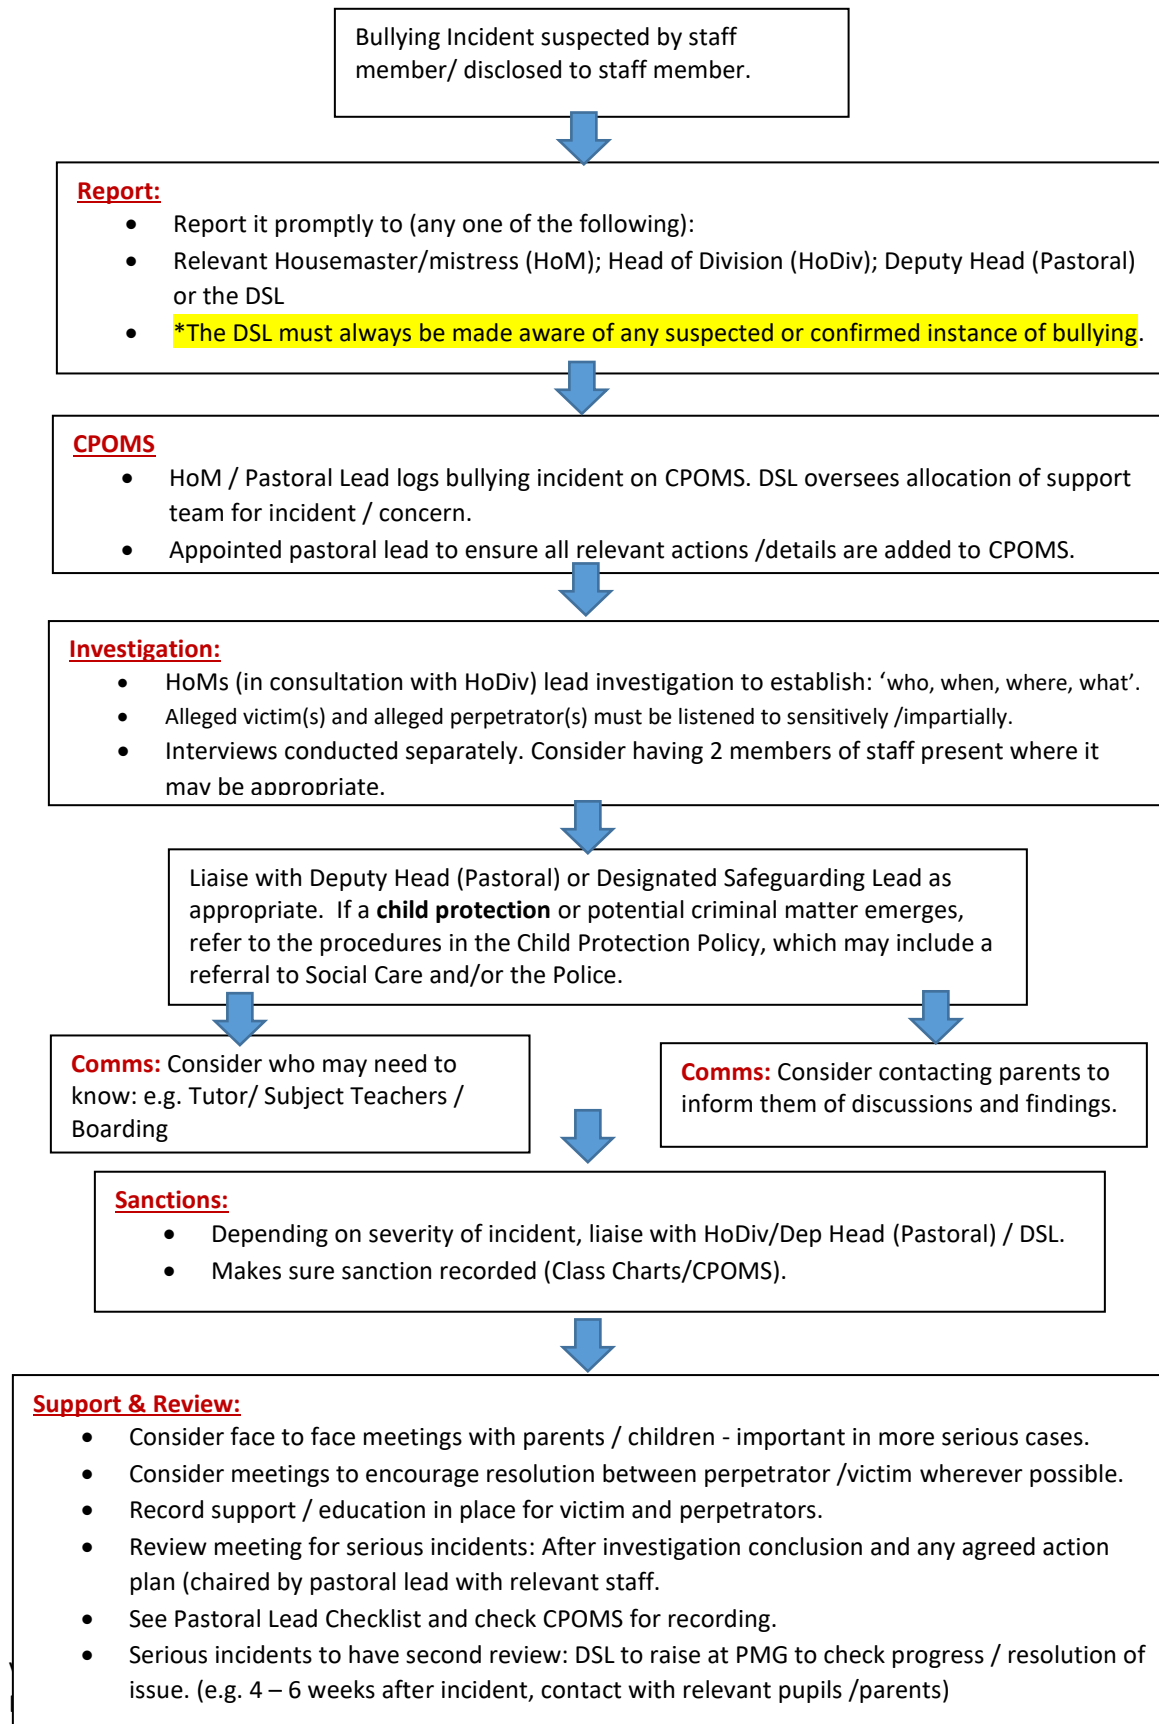 Bullying Incident suspected by staff
member/ disclosed to staff member.
Report:
• Report it promptly to (any one of the following):
• Relevant Housemaster/mistress (HoM); Head of Division (HoDiv); Deputy Head (Pastoral)
or the DSL
• *The DSL must always be made aware of any suspected or confirmed instance of bullying.
CPOMS
• HoM / Pastoral Lead logs bullying incident on CPOMS. DSL oversees allocation of support
team for incident / concern.
• Appointed pastoral lead to ensure all relevant actions /details are added to CPOMS.
Investigation:
• HoMs (in consultation with HoDiv) lead investigation to establish: ‘who, when, where, what’.
• Alleged victim(s) and alleged perpetrator(s) must be listened to sensitively /impartially.
• Interviews conducted separately. Consider having 2 members of staff present where it
may be appropriate.
Liaise with Deputy Head (Pastoral) or Designated Safeguarding Lead as
appropriate.  If a child protection or potential criminal matter emerges,
refer to the procedures in the Child Protection Policy, which may include a
referral to Social Care and/or the Police.
Comms: Consider who may need to
know: e.g. Tutor/ Subject Teachers /
Boarding
Comms: Consider contacting parents to
inform them of discussions and findings.
Sanctions:
• Depending on severity of incident, liaise with HoDiv/Dep Head (Pastoral) / DSL.
• Makes sure sanction recorded (Class Charts/CPOMS).
Support & Review:
• Consider face to face meetings with parents / children - important in more serious cases.
• Consider meetings to encourage resolution between perpetrator /victim wherever possible.
• Record support / education in place for victim and perpetrators.
• Review meeting for serious incidents: After investigation conclusion and any agreed action
plan (chaired by pastoral lead with relevant staff.
• See Pastoral Lead Checklist and check CPOMS for recording.
• Serious incidents to have second review: DSL to raise at PMG to check progress / resolution of
issue. (e.g. 4 – 6 weeks after incident, contact with relevant pupils /parents)